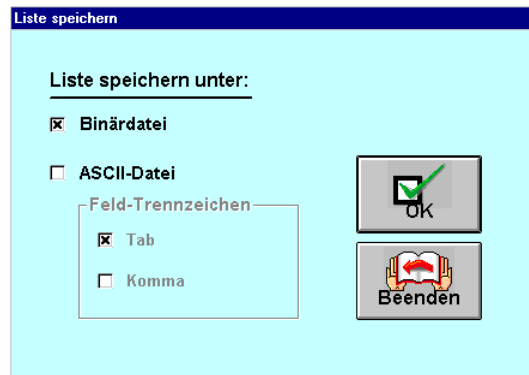 Liste speichern
Liste speichern unter:
Binärdatei
ASCII-Datei
Feld-Trennzeichen
Tab
Komma
OK
Beenden